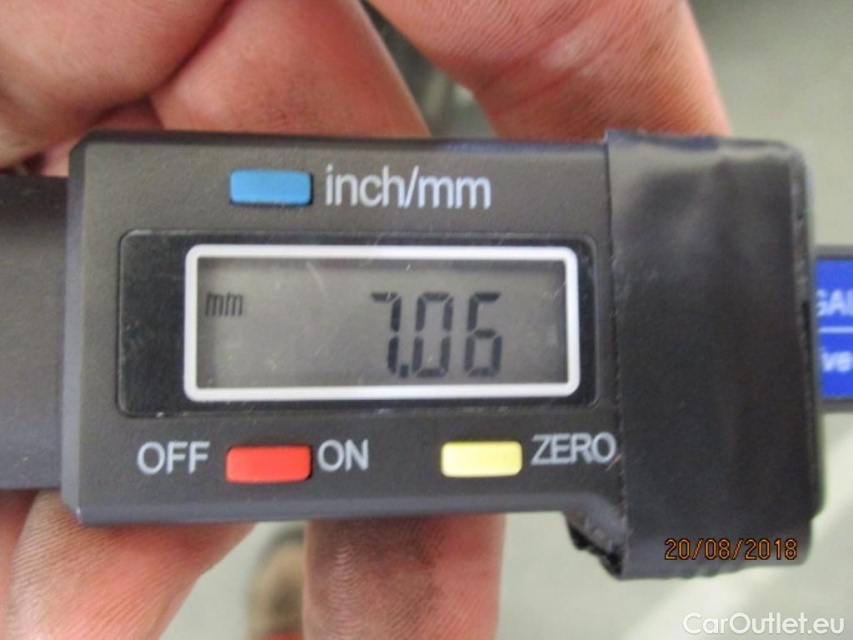 inch/mm
mm 7.06
OFF ON ZERO
20/08/2018
CarOutlet.eu